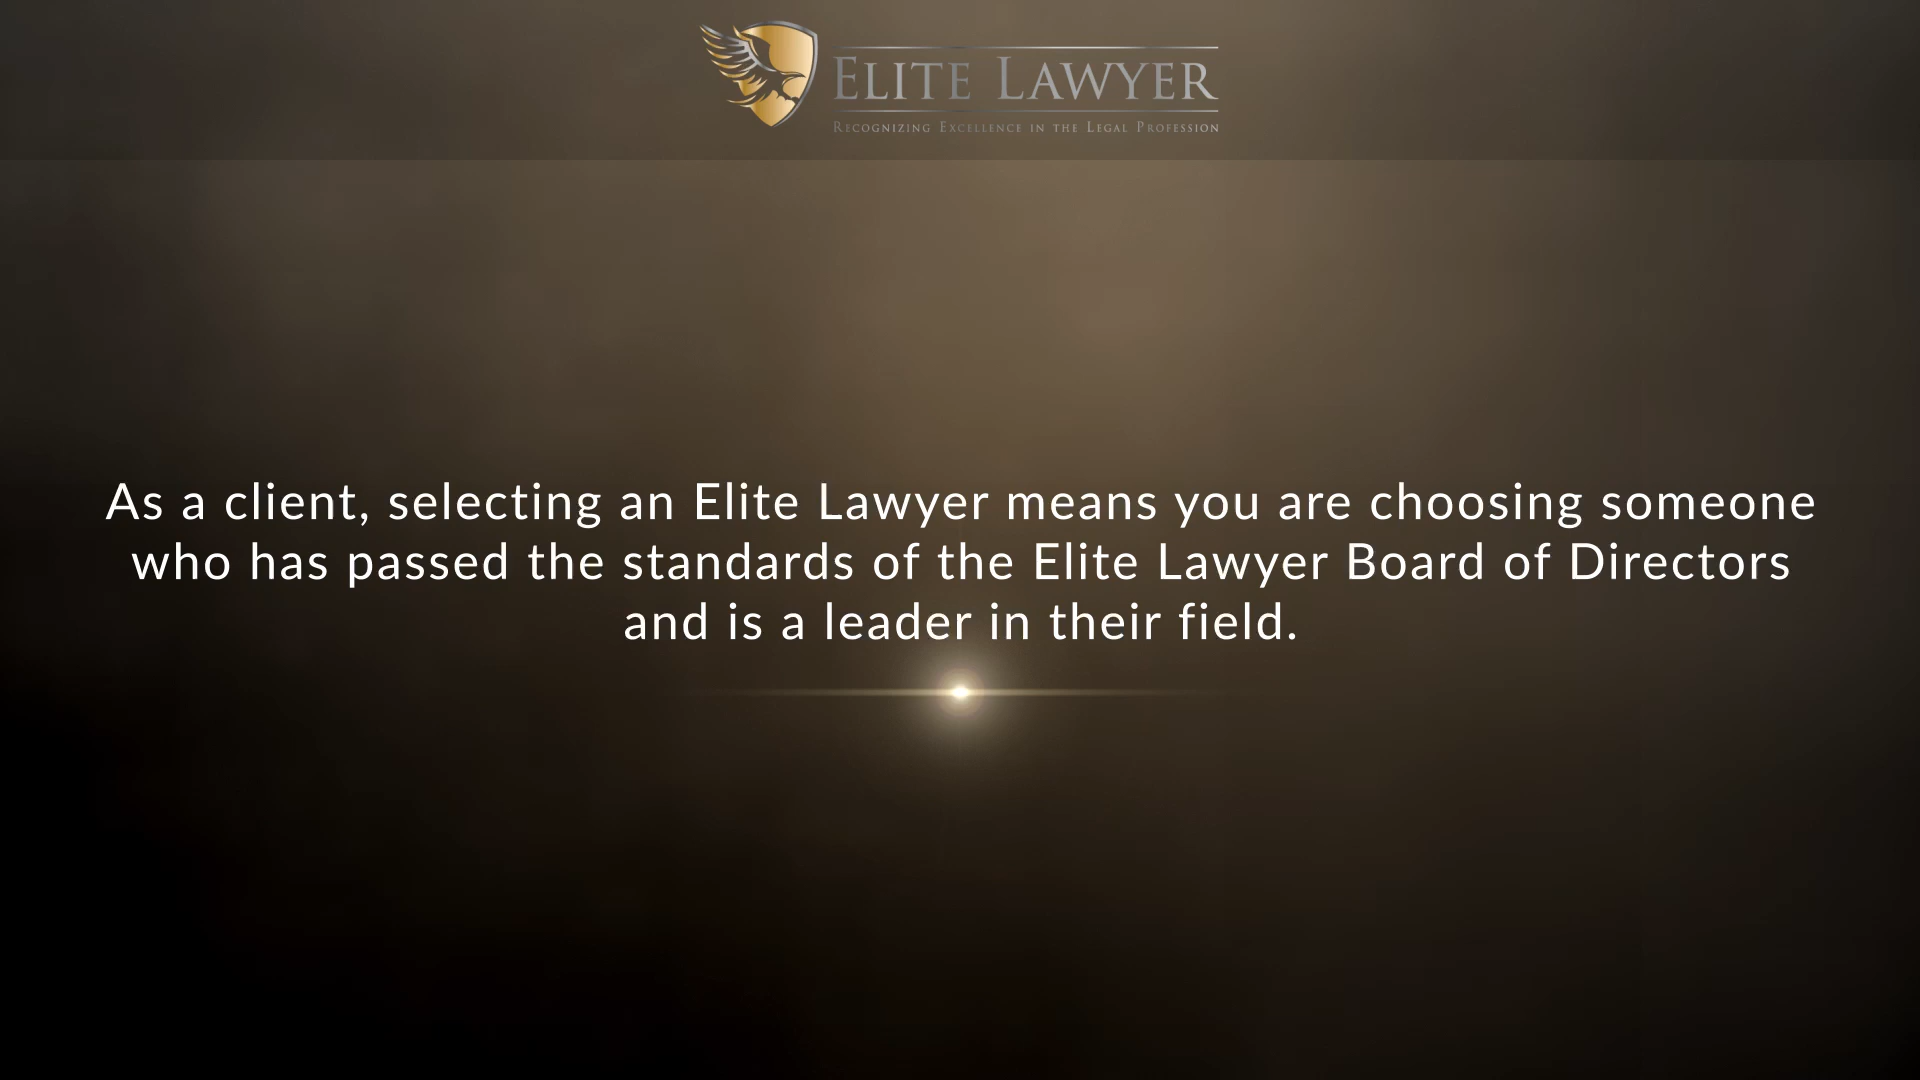 ELITE LAWYER
RECOGNIZING EXCELLENCE IN THE LEGAL PROFESSION
As a client, selecting an Elite Lawyer means you are choosing someone
who has passed the standards of the Elite Lawyer Board of Directors
and is a leader in their field.